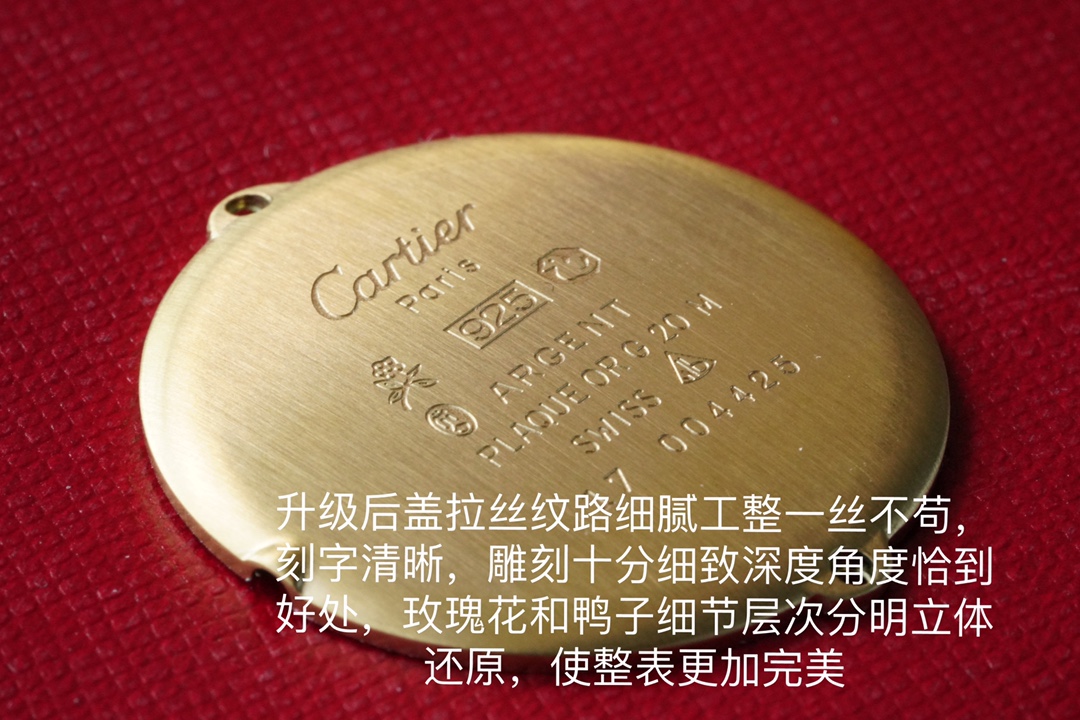 Cartier
Paris
925
ARGENT
PLAQUE OR G 20 M
SWISS
7 004425
升级后盖拉丝纹路细腻工整一丝不苟，
刻字清晰，雕刻十分细致深度角度恰到
好处，玫瑰花和鸭子细节层次分明立体
还原，使整表更加完美